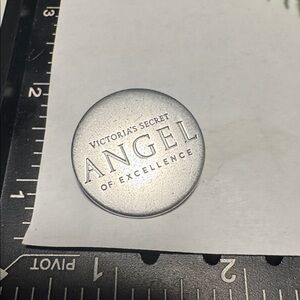 VICTORIA'S SECRET
ANGEL
OF EXCELLENCE
3
2
1
PIVOT
1
2